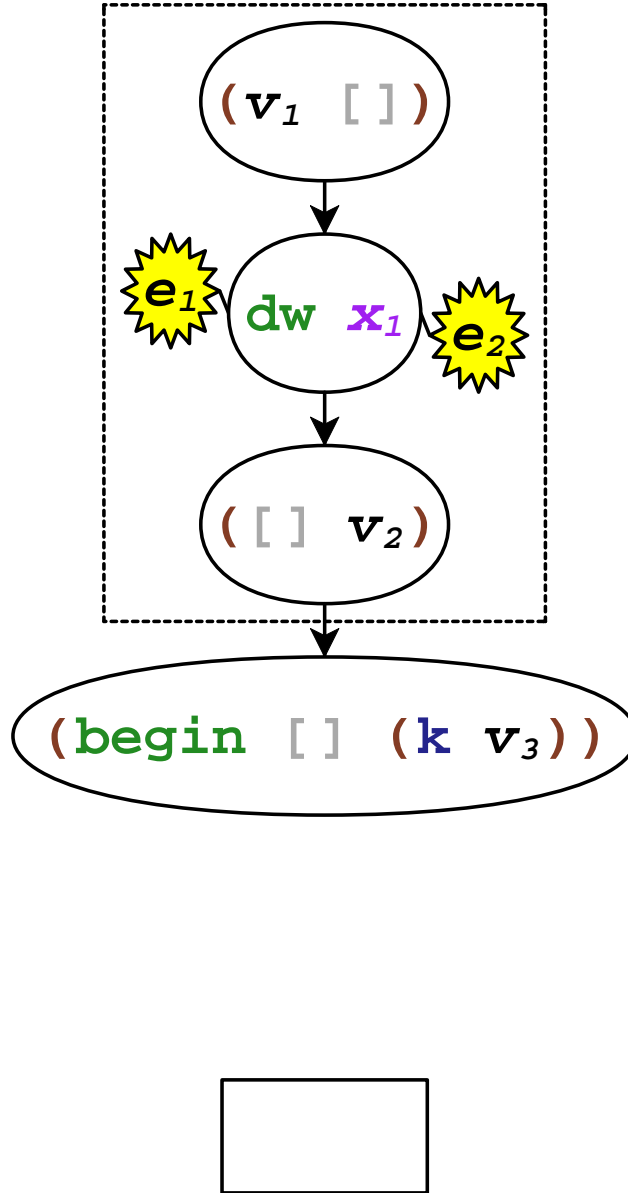 (v₁ [])
e₁
dw x₁
e₂
([] v₂)
(begin [] (k v₃))